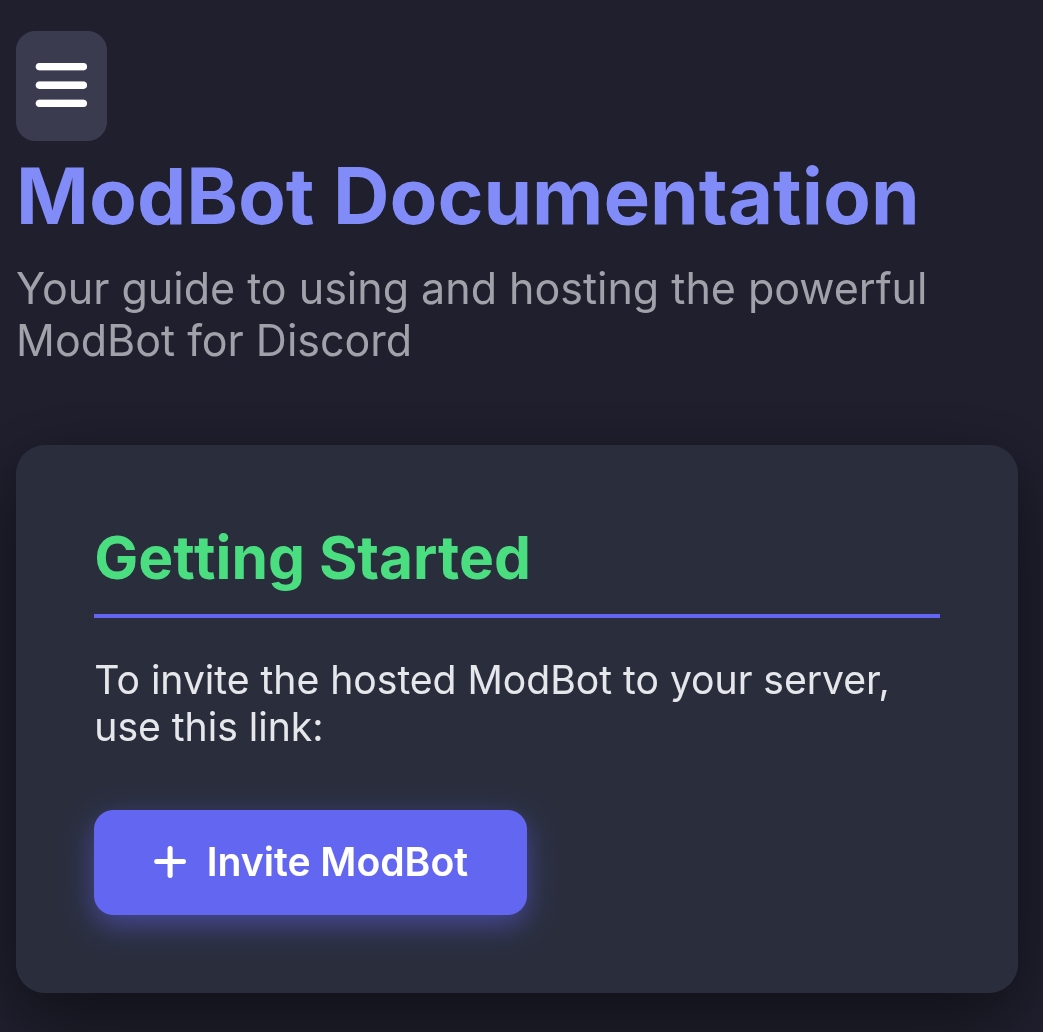 ModBot Documentation
Your guide to using and hosting the powerful
ModBot for Discord
Getting Started
To invite the hosted ModBot to your server,
use this link:
Invite ModBot